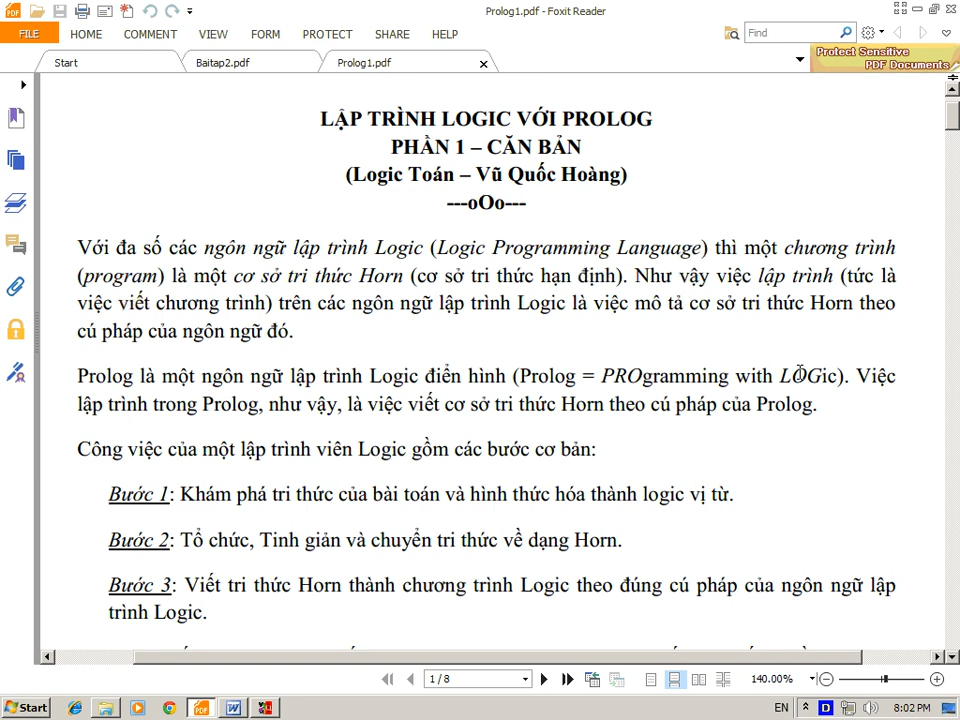 Prolog1.pdf - Foxit Reader
FILE HOME COMMENT VIEW FORM PROTECT SHARE HELP Find
Start Baitap2.pdf Prolog1.pdf Protect Sensitive
PDF Documents
LẬP TRÌNH LOGIC VỚI PROLOG
PHẦN 1 – CĂN BẢN
(Logic Toán – Vũ Quốc Hoàng)
---oOo---
Với đa số các ngôn ngữ lập trình Logic (Logic Programming Language) thì một chương trình
(program) là một cơ sở tri thức Horn (cơ sở tri thức hạn định). Như vậy việc lập trình (tức là
việc viết chương trình) trên các ngôn ngữ lập trình Logic là việc mô tả cơ sở tri thức Horn theo
cú pháp của ngôn ngữ đó.
Prolog là một ngôn ngữ lập trình Logic điển hình (Prolog = PROgramming with LOGic). Việc
lập trình trong Prolog, như vậy, là việc viết cơ sở tri thức Horn theo cú pháp của Prolog.
Công việc của một lập trình viên Logic gồm các bước cơ bản:
Bước 1: Khám phá tri thức của bài toán và hình thức hóa thành logic vị từ.
Bước 2: Tổ chức, Tinh giản và chuyển tri thức về dạng Horn.
Bước 3: Viết tri thức Horn thành chương trình Logic theo đúng cú pháp của ngôn ngữ lập
trình Logic.
1 / 8 140.00%
Start EN D 8:02 PM